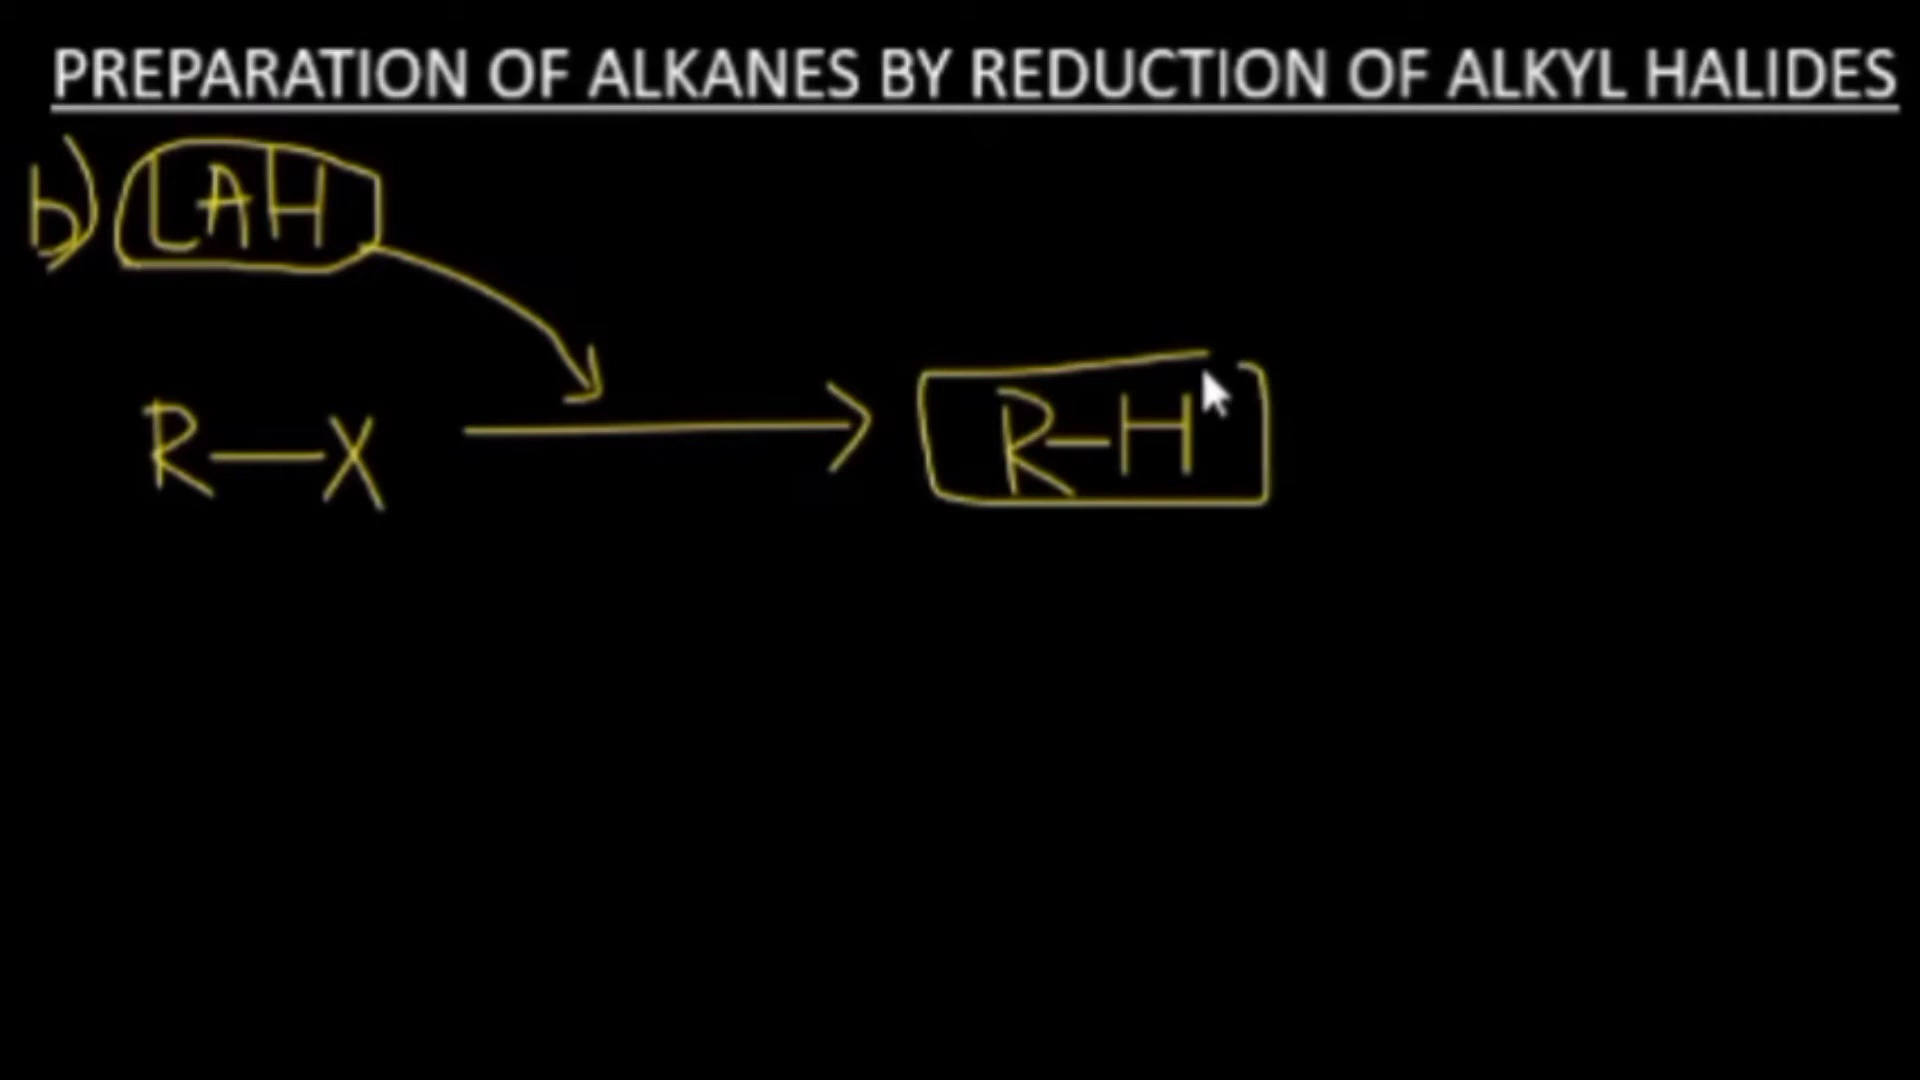 PREPARATION OF ALKANES BY REDUCTION OF ALKYL HALIDES
b) LAH
R—X → R-H